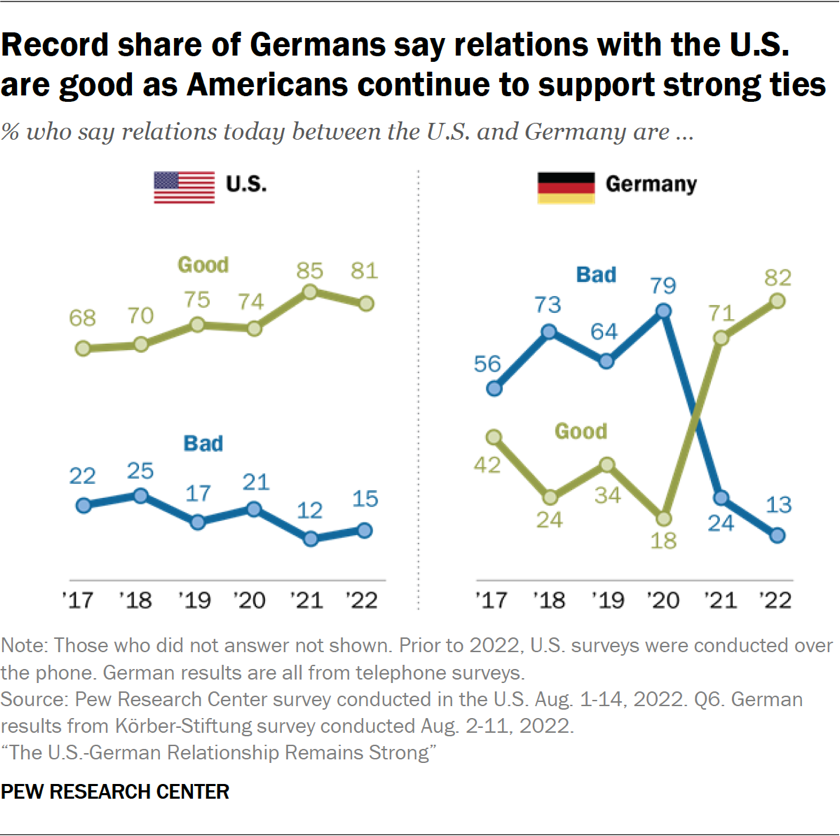 Record share of Germans say relations with the U.S.
are good as Americans continue to support strong ties
% who say relations today between the U.S. and Germany are ...
U.S.
Good
68 70 75 74 85 81
Bad
22 25 17 21 12 15
’17 ’18 ’19 ’20 ’21 ’22
Germany
Bad
56 73 64 79 24 13
Good
42 24 34 18 71 82
’17 ’18 ’19 ’20 ’21 ’22
Note: Those who did not answer not shown. Prior to 2022, U.S. surveys were conducted over
the phone. German results are all from telephone surveys.
Source: Pew Research Center survey conducted in the U.S. Aug. 1-14, 2022. Q6. German
results from Körber-Stiftung survey conducted Aug. 2-11, 2022.
“The U.S.-German Relationship Remains Strong”
PEW RESEARCH CENTER